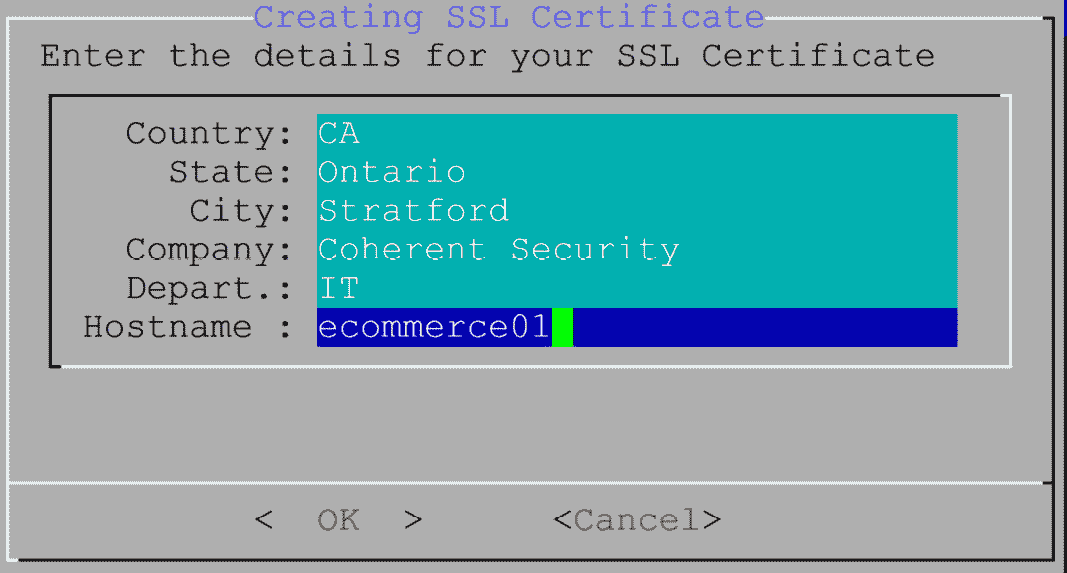 Creating SSL Certificate
Enter the details for your SSL Certificate
Country: CA
State: Ontario
City: Stratford
Company: Coherent Security
Depart.: IT
Hostname : ecommerce01
<  OK  >      <Cancel>